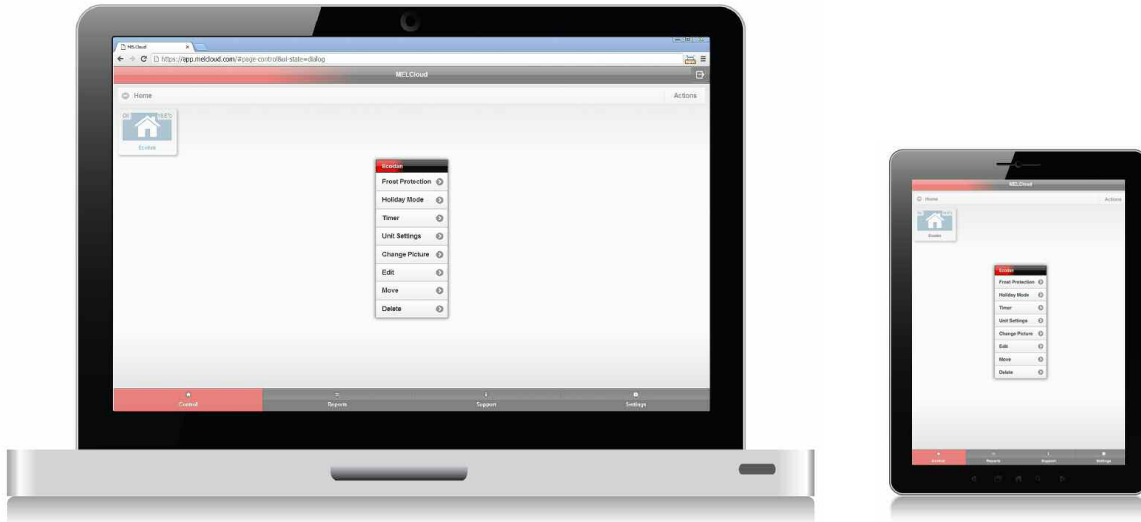 MELCloud
https://app.melcloud.com/#page-control&ui-state=dialog
MELCloud
Home
Actions
Ecodan
Ecodan
Frost Protection
Holiday Mode
Timer
Unit Settings
Change Picture
Edit
Move
Delete
Control
Reports
Support
Settings
MELCloud
Home
Actions
Ecodan
Ecodan
Frost Protection
Holiday Mode
Timer
Unit Settings
Change Picture
Edit
Move
Delete
Control
Reports
Support
Settings